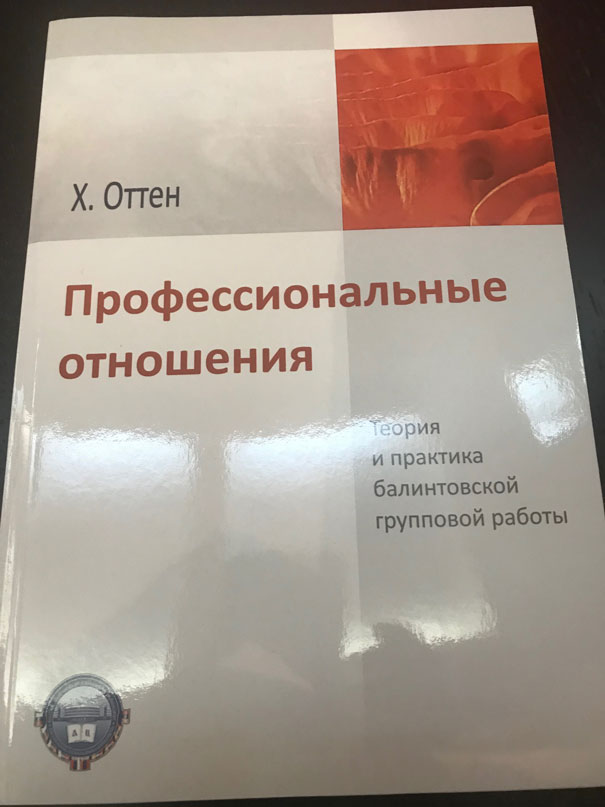 Х. Оттен
Профессиональные
отношения
Теория
и практика
балинтовской
групповой работы